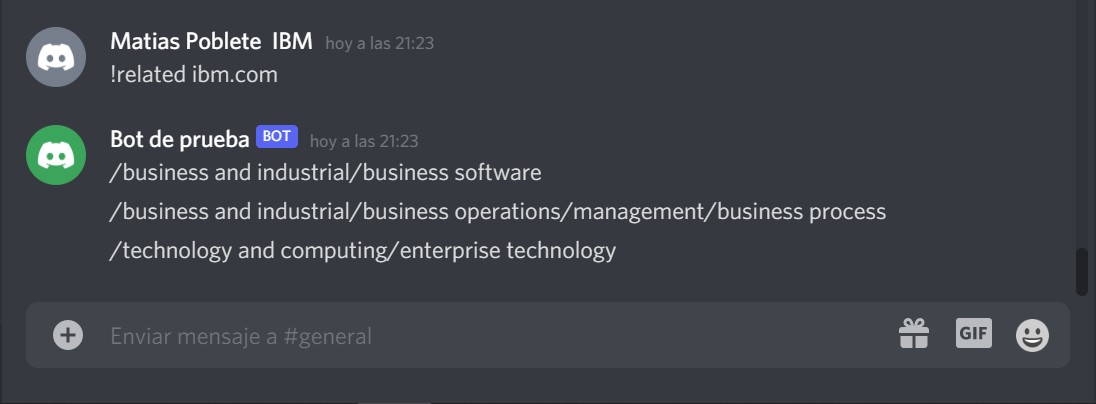 Matias Poblete IBM hoy a las 21:23
!related ibm.com
Bot de prueba BOT hoy a las 21:23
/business and industrial/business software
/business and industrial/business operations/management/business process
/technology and computing/enterprise technology
Enviar mensaje a #general GIF